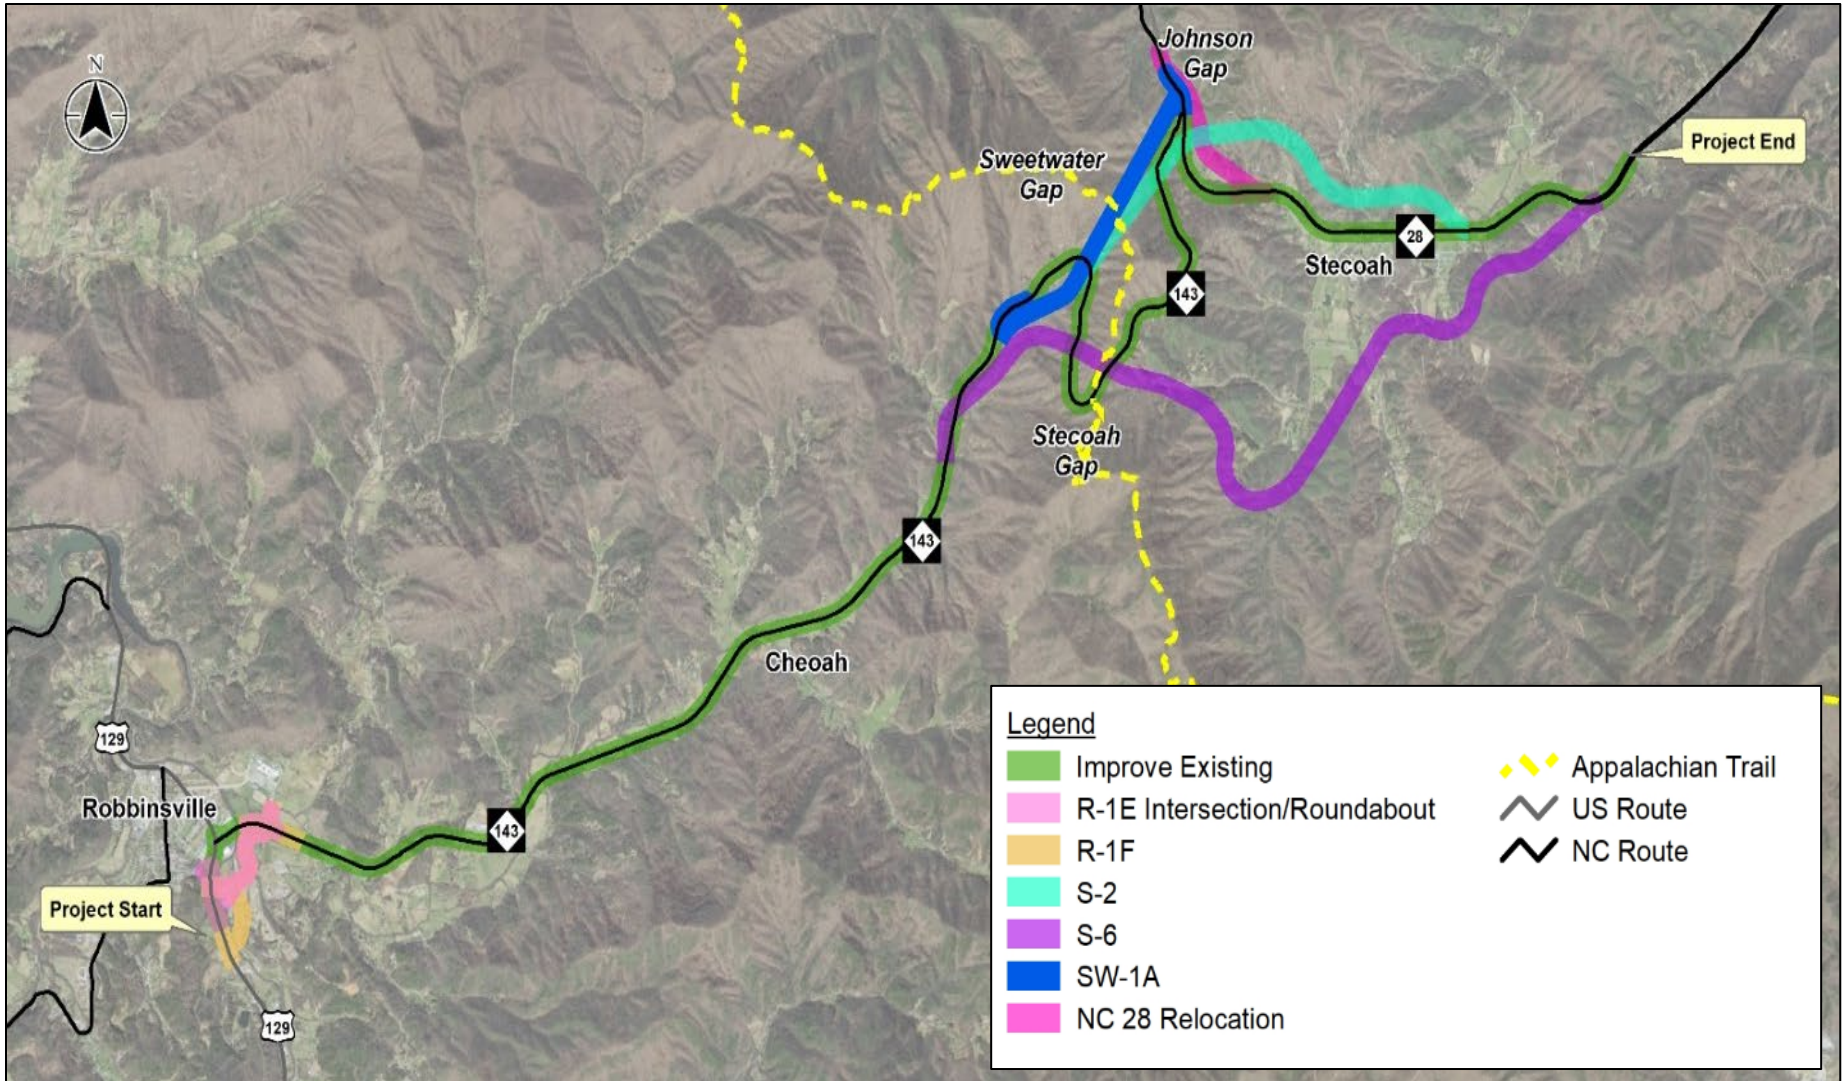 N
Johnson
Gap
Project End
Sweetwater
Gap
28
Stecoah
143
Stecoah
Gap
143
Cheoah
129
Robbinsville
143
Project Start
129
Legend
Improve Existing
R-1E Intersection/Roundabout
R-1F
S-2
S-6
SW-1A
NC 28 Relocation
Appalachian Trail
US Route
NC Route